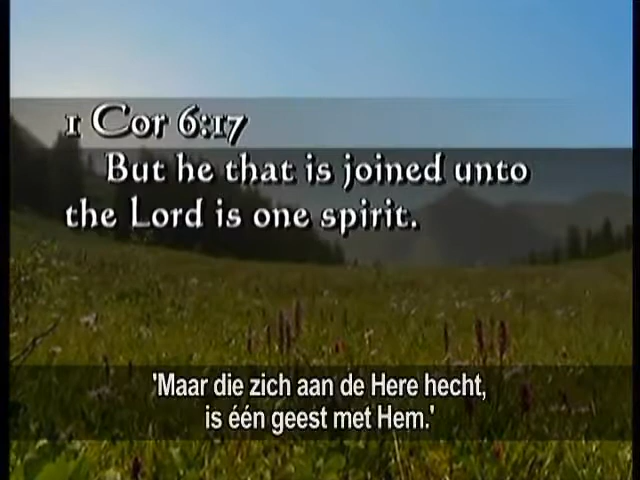 1 Cor 6:17
But he that is joined unto
the Lord is one spirit.
'Maar die zich aan de Here hecht,
is één geest met Hem.'